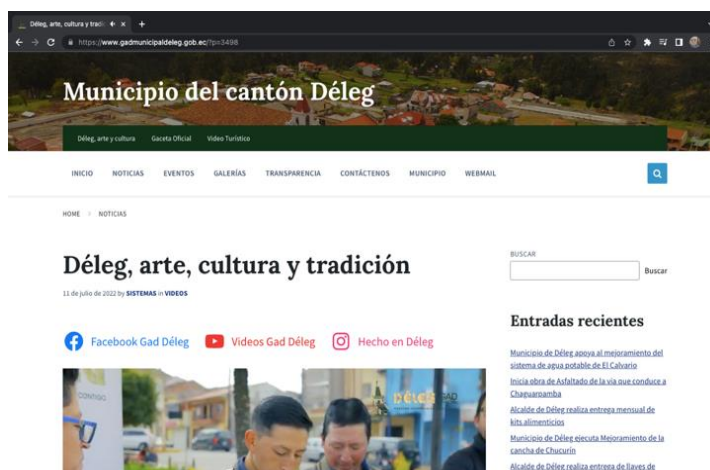 Déleg, arte, cultura y tradic
https://www.gadmunicipaldeleg.gob.ec/?p=3498
Municipio del cantón Déleg
Déleg, arte y cultura Gaceta Oficial Video Turístico
INICIO NOTICIAS EVENTOS GALERÍAS TRANSPARENCIA CONTÁCTENOS MUNICIPIO WEBMAIL
HOME NOTICIAS
Déleg, arte, cultura y tradición
11 de julio de 2022 by SISTEMAS in VIDEOS
Facebook Gad Déleg Videos Gad Déleg Hecho en Déleg
CONTIGO
DÉLEG GAD
BUSCAR
Buscar
Entradas recientes
Municipio de Déleg apoya al mejoramiento del
sistema de agua potable de El Calvario
Inicia obra de Asfaltado de la vía que conduce a
Chaguarpamba
Alcalde de Déleg realiza entrega mensual de
kits alimenticios
Municipio de Déleg ejecuta Mejoramiento de la
cancha de Chucurín
Alcalde de Déleg realiza entrega de llaves de